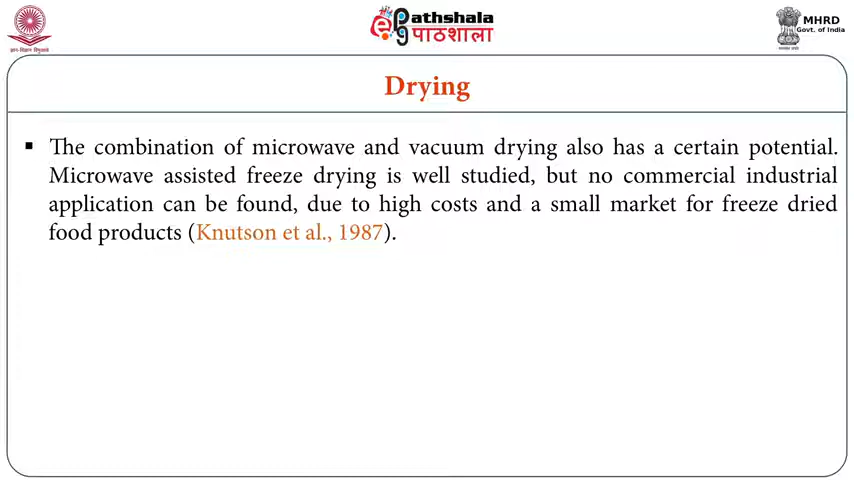 ePathshala
पाठशाला
MHRD
Govt. of India
Drying
▪ The combination of microwave and vacuum drying also has a certain potential.
Microwave assisted freeze drying is well studied, but no commercial industrial
application can be found, due to high costs and a small market for freeze dried
food products (Knutson et al., 1987).